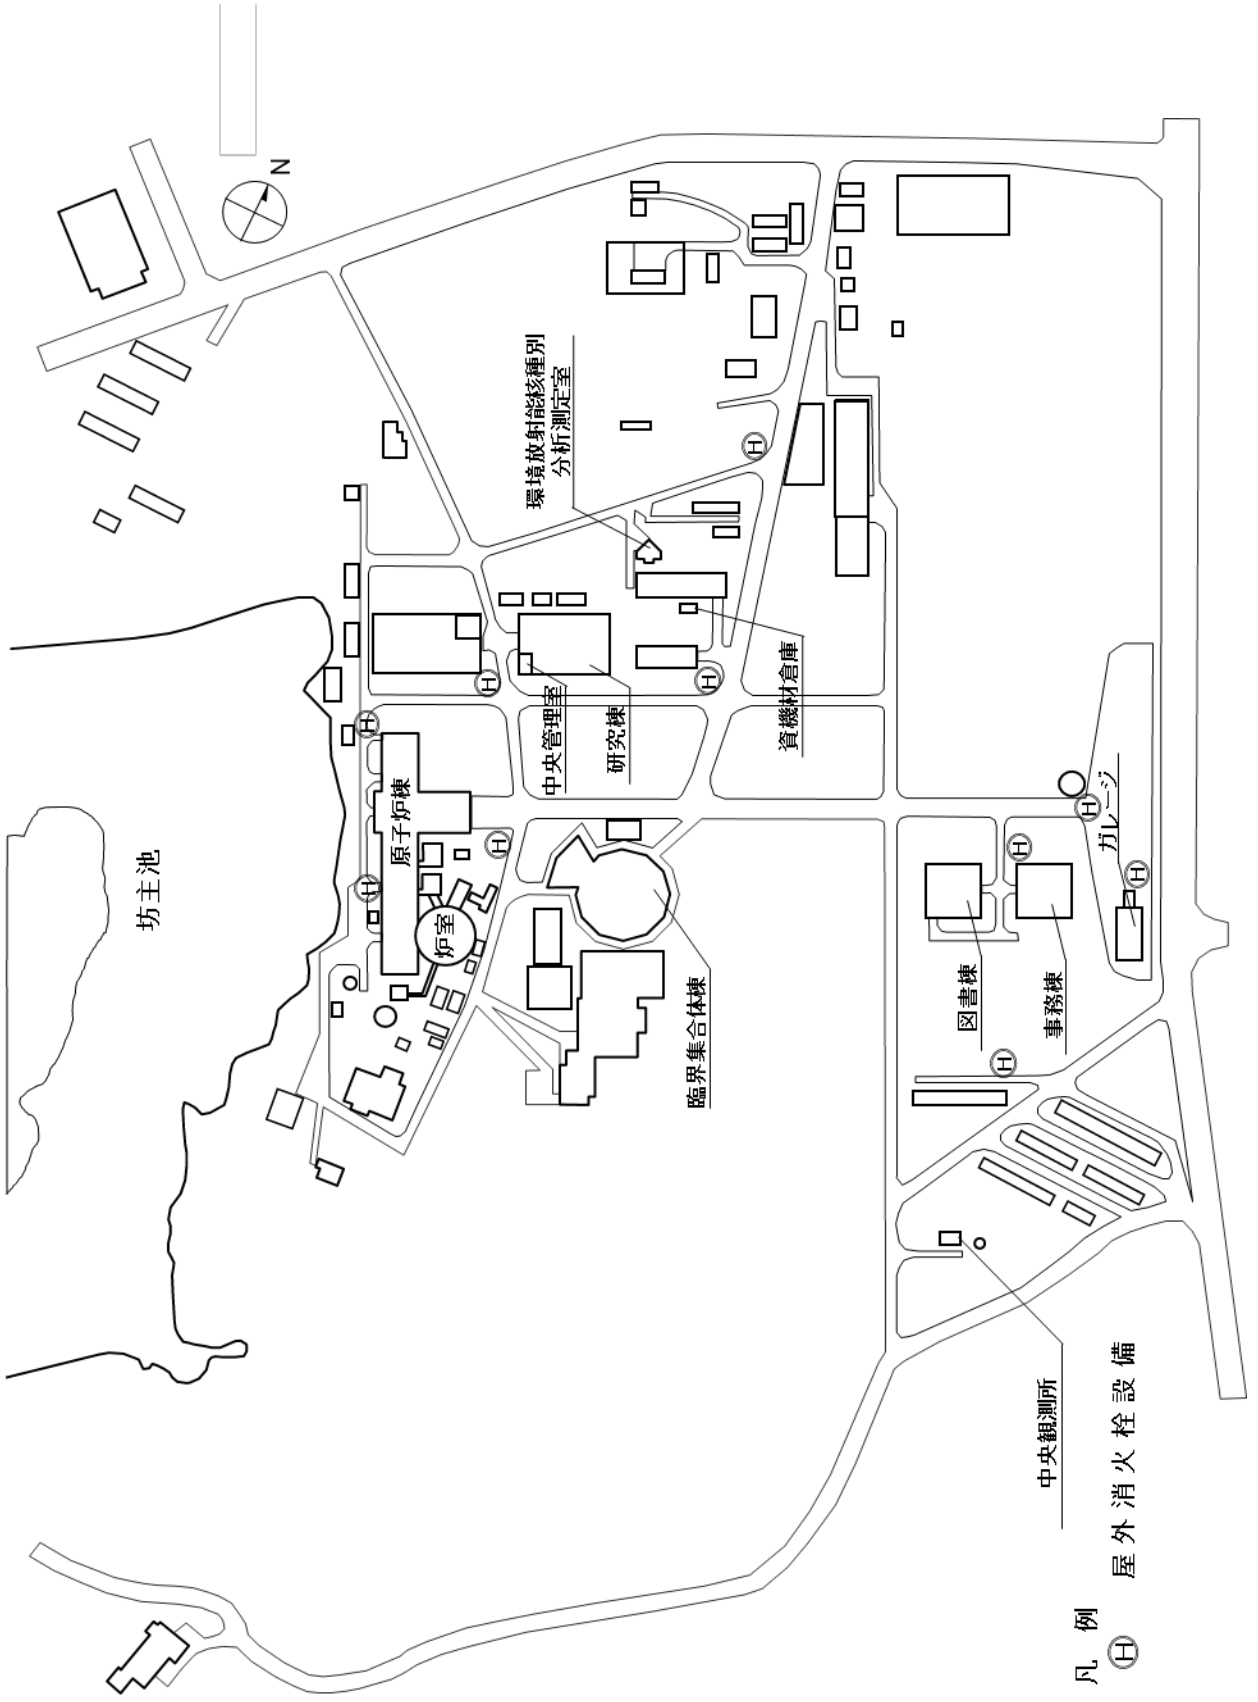 N
環境放射能核種別
分析測定室
坊主池
原子炉棟
炉室
中央管理室
研究棟
資機材倉庫
臨界集合体棟
ガレージ
図書棟
事務棟
中央観測所
H
H
H
H
H
H
H
H
H
H
凡例
H 屋外消火栓設備